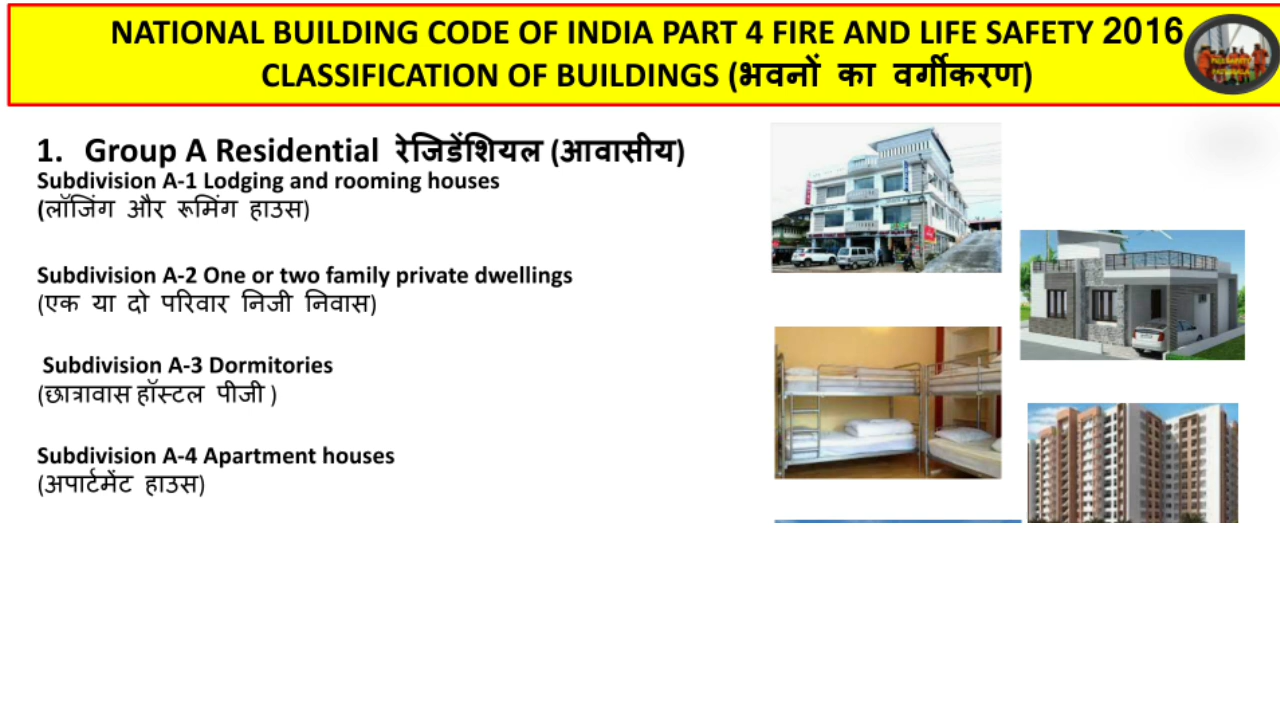 NATIONAL BUILDING CODE OF INDIA PART 4 FIRE AND LIFE SAFETY 2016
CLASSIFICATION OF BUILDINGS (भवनों का वर्गीकरण)
1. Group A Residential रेजिडेंशियल (आवासीय)
Subdivision A-1 Lodging and rooming houses
(लॉजिंग और रूमिंग हाउस)
Subdivision A-2 One or two family private dwellings
(एक या दो परिवार निजी निवास)
Subdivision A-3 Dormitories
(छात्रावास हॉस्टल पीजी )
Subdivision A-4 Apartment houses
(अपार्टमेंट हाउस)